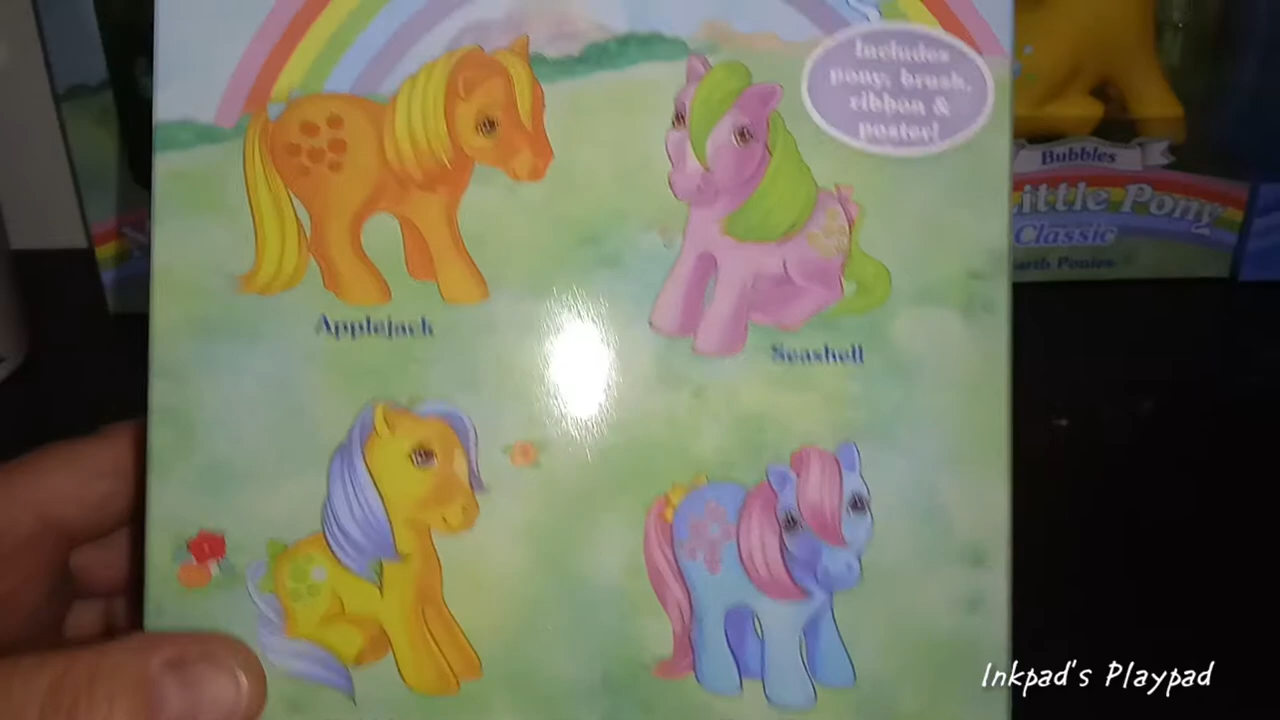 Includes
pony, brush,
ribbon &
poster!
Bubbles
Little Pony
Classic
Earth Ponies
Applejack
Seashell
Inkpad's Playpad